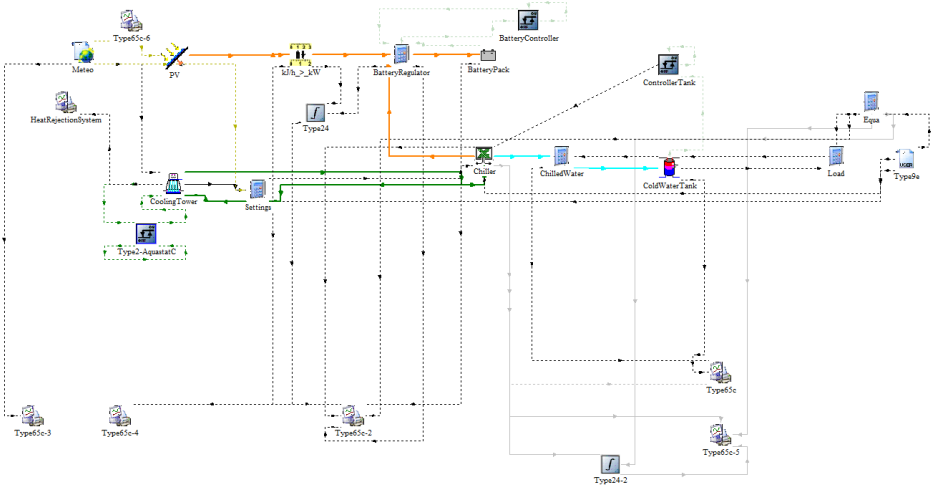 Type65c-6
BatteryController
Meteo
PV
kJ/h_>_kW
BatteryRegulator
BatteryPack
ControllerTank
HeatRejectionSystem
Type24
Equa
Chiller
ChilledWater
ColdWaterTank
Load
Type9e
CoolingTower
Settings
Type2-AquastatC
Type65c
Type65c-3
Type65c-4
Type65c-2
Type65c-5
Type24-2